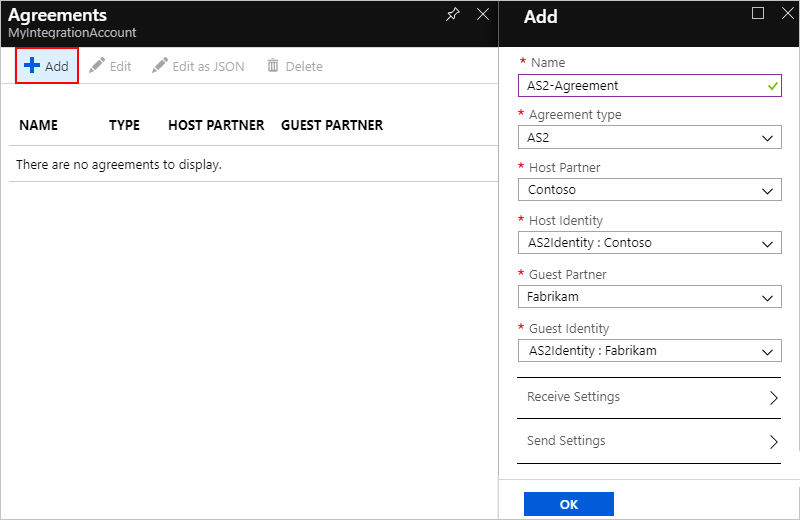 Agreements
MyIntegrationAccount
Add Edit Edit as JSON Delete
NAME TYPE HOST PARTNER GUEST PARTNER
There are no agreements to display.
Add
* Name
AS2-Agreement
* Agreement type
AS2
* Host Partner
Contoso
* Host Identity
AS2Identity : Contoso
* Guest Partner
Fabrikam
* Guest Identity
AS2Identity : Fabrikam
Receive Settings
Send Settings
OK